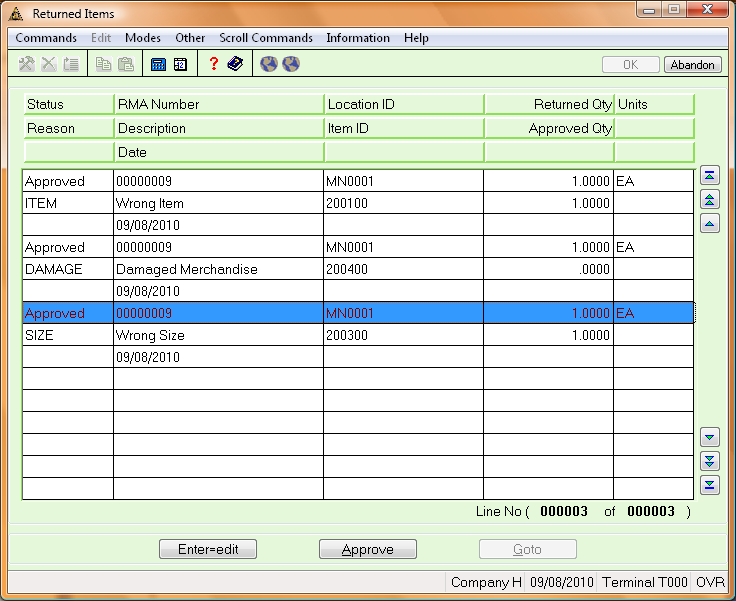 Returned Items
Commands Edit Modes Other Scroll Commands Information Help
? OK Abandon
Status RMA Number Location ID Returned Qty Units
Reason Description Item ID Approved Qty
Date
Approved 00000009 MN0001 1.0000 EA
ITEM Wrong Item 200100 1.0000
09/08/2010
Approved 00000009 MN0001 1.0000 EA
DAMAGE Damaged Merchandise 200400 .0000
09/08/2010
Approved 00000009 MN0001 1.0000 EA
SIZE Wrong Size 200300 1.0000
09/08/2010
Line No ( 000003 of 000003 )
Enter=edit Approve Goto
Company H 09/08/2010 Terminal T000 OVR